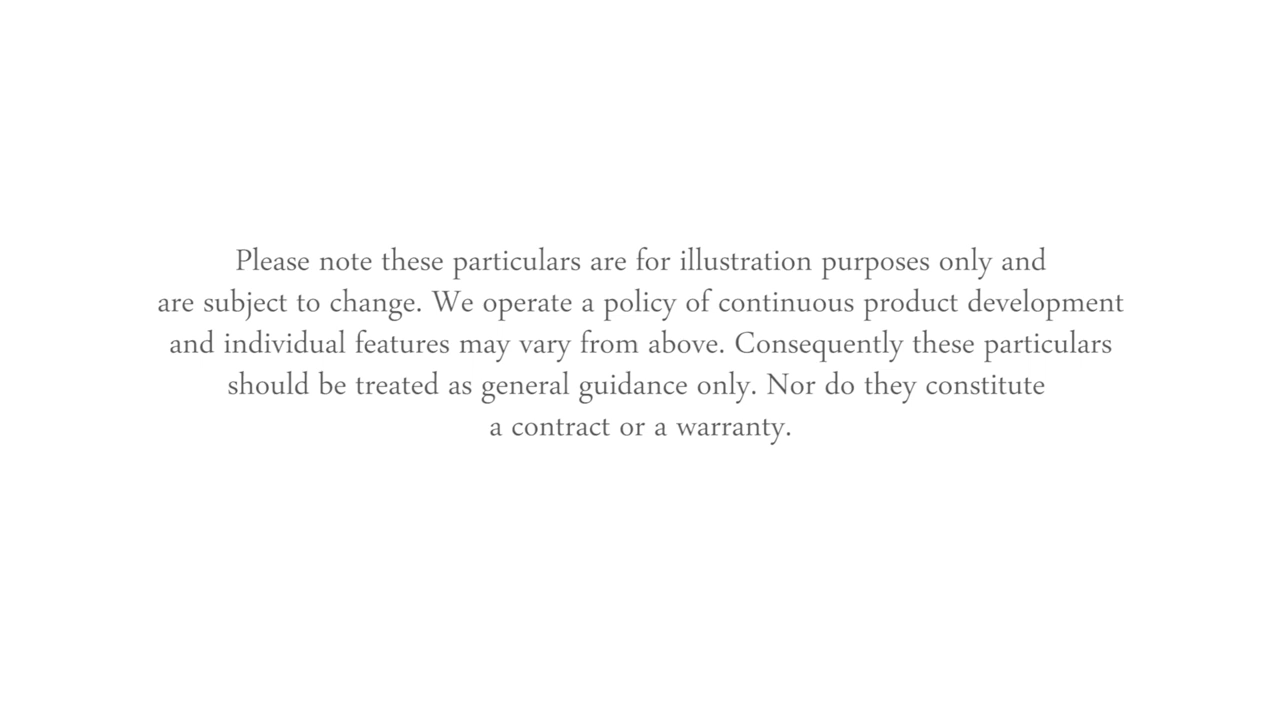 Please note these particulars are for illustration purposes only and
are subject to change. We operate a policy of continuous product development
and individual features may vary from above. Consequently these particulars
should be treated as general guidance only. Nor do they constitute
a contract or a warranty.